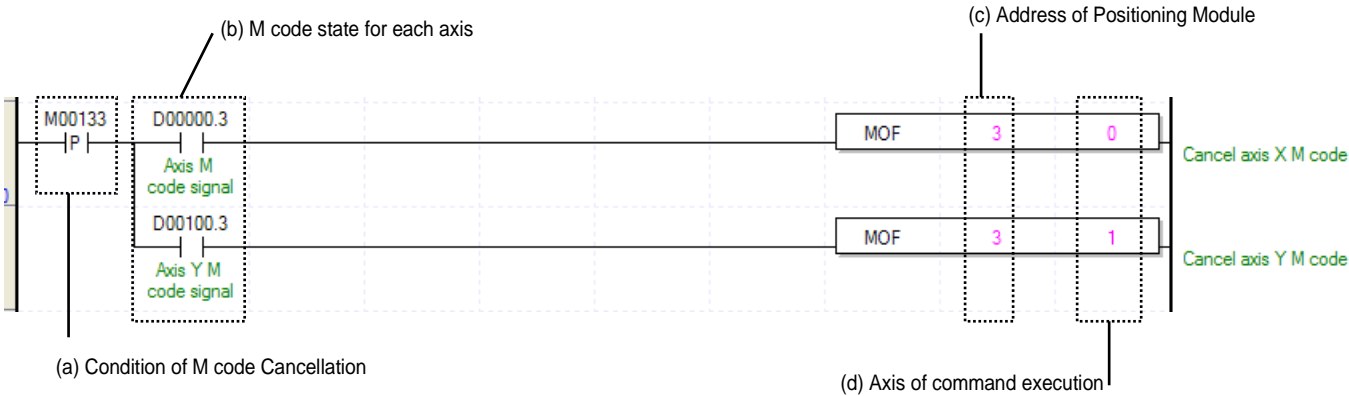 (b) M code state for each axis
(c) Address of Positioning Module
M00133
P
D00000.3
Axis M
code signal
MOF 3 0
Cancel axis X M code
D00100.3
Axis Y M
code signal
MOF 3 1
Cancel axis Y M code
(a) Condition of M code Cancellation
(d) Axis of command execution